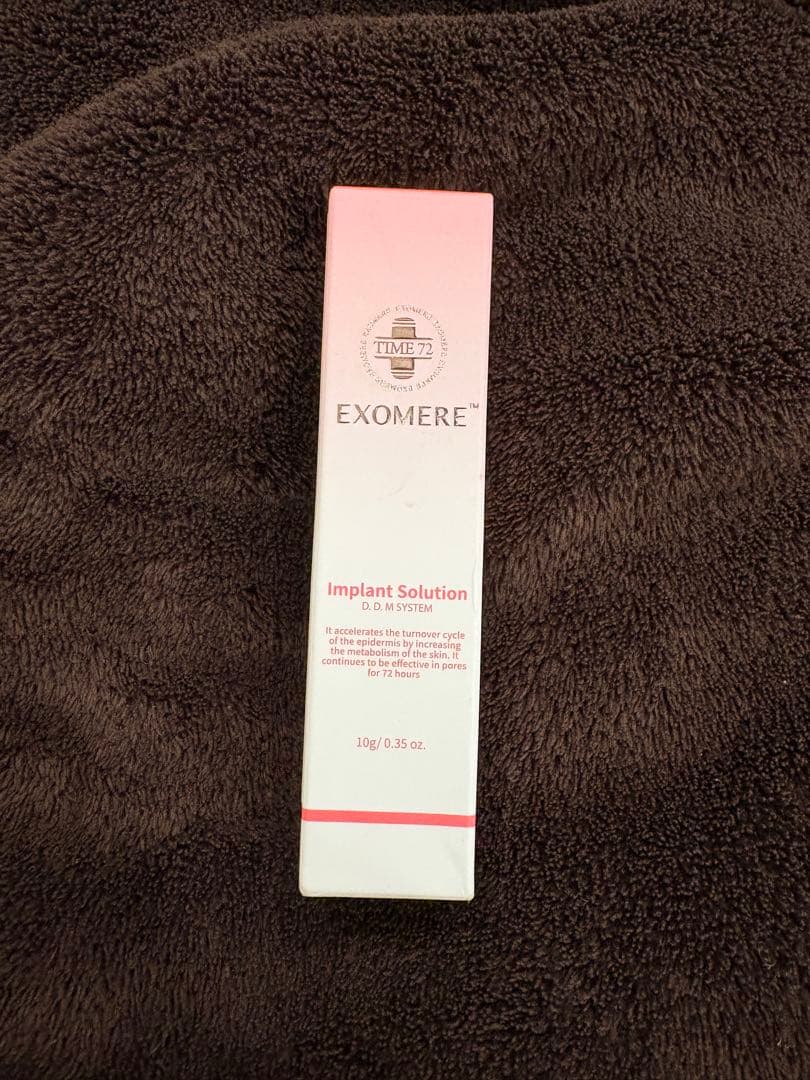 TIME 72
EXOMERE™
Implant Solution
D. D. M SYSTEM
It accelerates the turnover cycle
of the epidermis by increasing
the metabolism of the skin. It
continues to be effective in pores
for 72 hours
10g/ 0.35 oz.